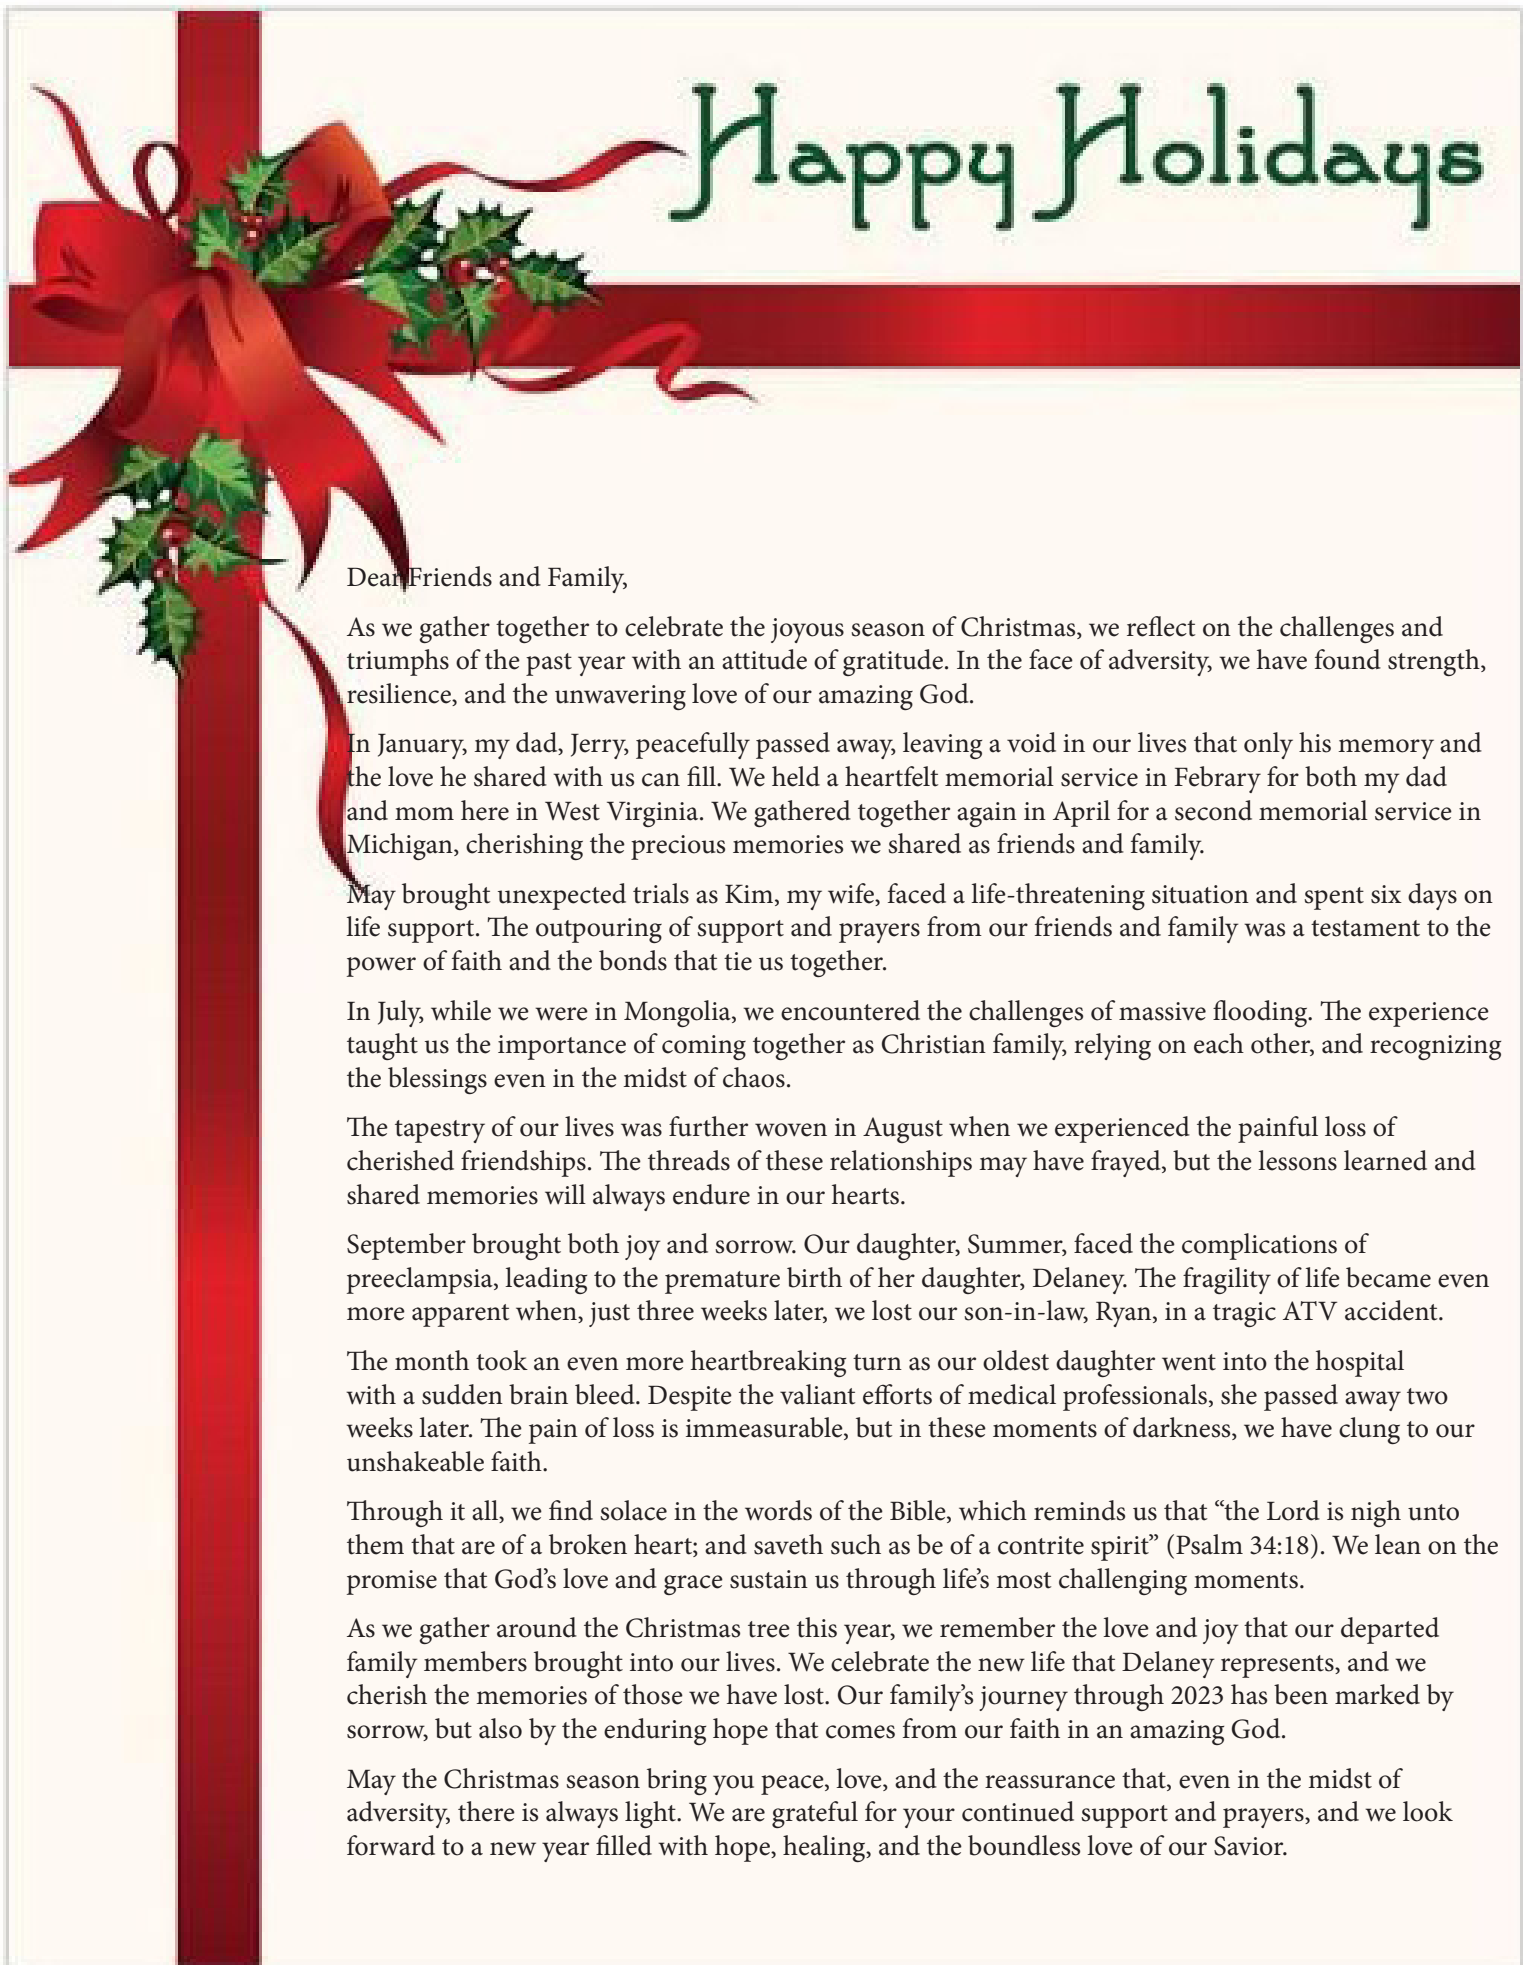 Happy Holidays
Dear Friends and Family,
As we gather together to celebrate the joyous season of Christmas, we reflect on the challenges and
triumphs of the past year with an attitude of gratitude. In the face of adversity, we have found strength,
resilience, and the unwavering love of our amazing God.
In January, my dad, Jerry, peacefully passed away, leaving a void in our lives that only his memory and
the love he shared with us can fill. We held a heartfelt memorial service in Febrary for both my dad
and mom here in West Virginia. We gathered together again in April for a second memorial service in
Michigan, cherishing the precious memories we shared as friends and family.
May brought unexpected trials as Kim, my wife, faced a life-threatening situation and spent six days on
life support. The outpouring of support and prayers from our friends and family was a testament to the
power of faith and the bonds that tie us together.
In July, while we were in Mongolia, we encountered the challenges of massive flooding. The experience
taught us the importance of coming together as Christian family, relying on each other, and recognizing
the blessings even in the midst of chaos.
The tapestry of our lives was further woven in August when we experienced the painful loss of
cherished friendships. The threads of these relationships may have frayed, but the lessons learned and
shared memories will always endure in our hearts.
September brought both joy and sorrow. Our daughter, Summer, faced the complications of
preeclampsia, leading to the premature birth of her daughter, Delaney. The fragility of life became even
more apparent when, just three weeks later, we lost our son-in-law, Ryan, in a tragic ATV accident.
The month took an even more heartbreaking turn as our oldest daughter went into the hospital
with a sudden brain bleed. Despite the valiant efforts of medical professionals, she passed away two
weeks later. The pain of loss is immeasurable, but in these moments of darkness, we have clung to our
unshakeable faith.
Through it all, we find solace in the words of the Bible, which reminds us that “the Lord is nigh unto
them that are of a broken heart; and saveth such as be of a contrite spirit” (Psalm 34:18). We lean on the
promise that God’s love and grace sustain us through life’s most challenging moments.
As we gather around the Christmas tree this year, we remember the love and joy that our departed
family members brought into our lives. We celebrate the new life that Delaney represents, and we
cherish the memories of those we have lost. Our family’s journey through 2023 has been marked by
sorrow, but also by the enduring hope that comes from our faith in an amazing God.
May the Christmas season bring you peace, love, and the reassurance that, even in the midst of
adversity, there is always light. We are grateful for your continued support and prayers, and we look
forward to a new year filled with hope, healing, and the boundless love of our Savior.